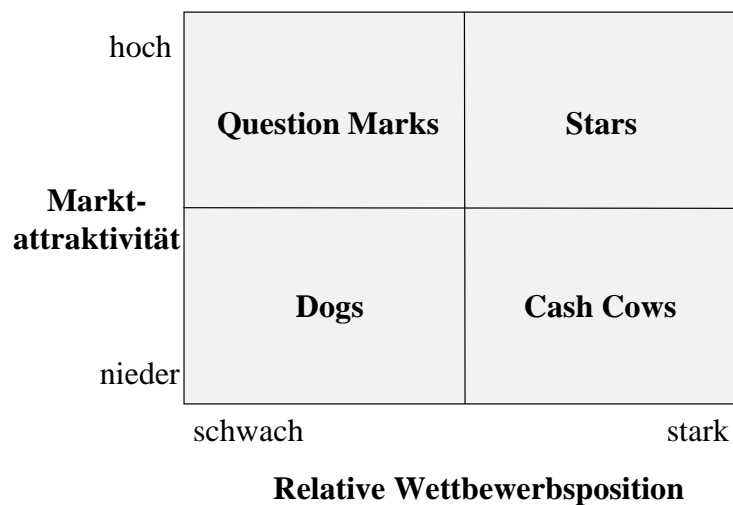 hoch
Question Marks
Stars
Markt-
attraktivität
Dogs
Cash Cows
nieder
schwach
stark
Relative Wettbewerbsposition